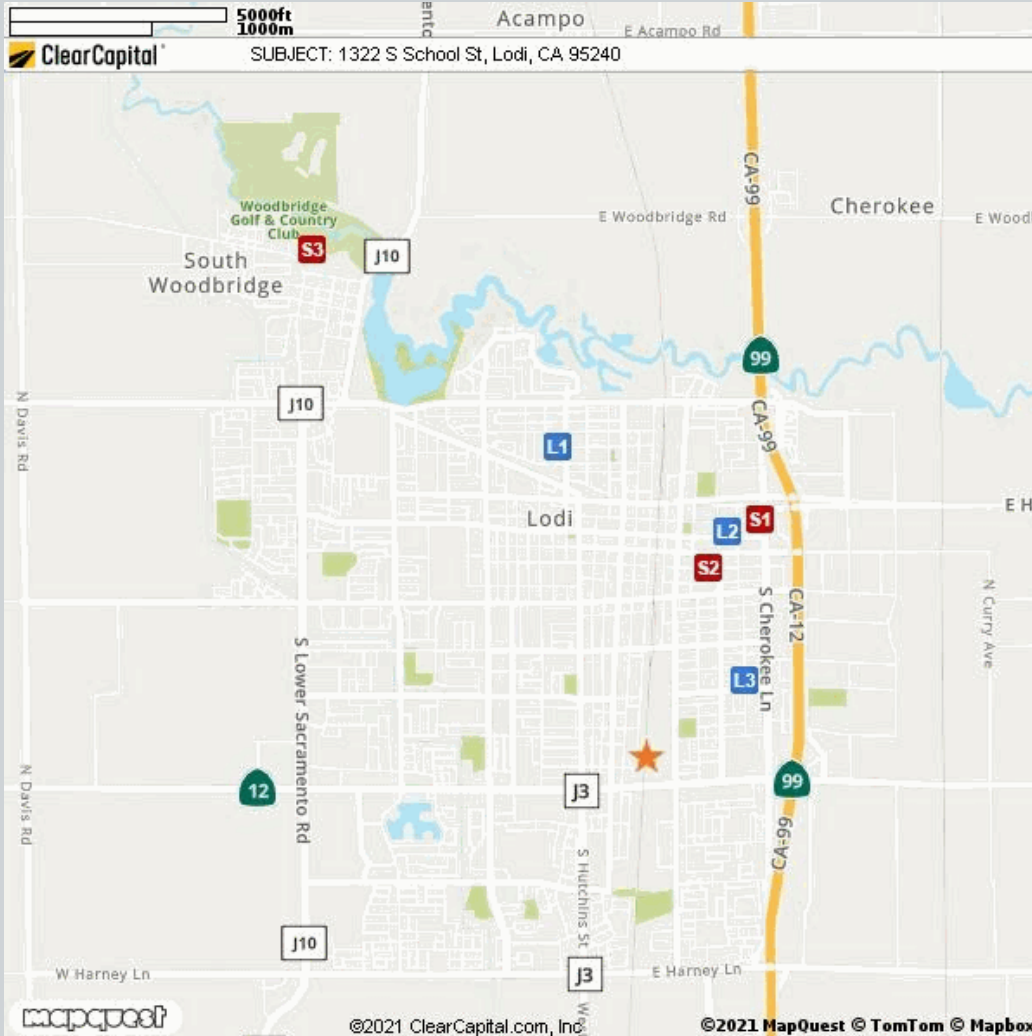 5000ft
1000m
Acampo
E Acampo Rd
ClearCapital
SUBJECT: 1322 S School St, Lodi, CA 95240
CA-99
Woodbridge
Golf & Country
Club
E Woodbridge Rd
Cherokee
E Wood
S3
J10
South
Woodbridge
99
N Davis Rd
J10
CA-99
L1
E H
Lodi
S1
L2
S2
S Cherokee Ln
CA-12
N Curry Ave
S Lower Sacramento Rd
L3
N Davis Rd
12
J3
99
CA-99
S Hutchins St
J10
W Harney Ln
J3
E Harney Ln
mapquest
©2021 ClearCapital.com, Inc
©2021 MapQuest © TomTom © Mapbox